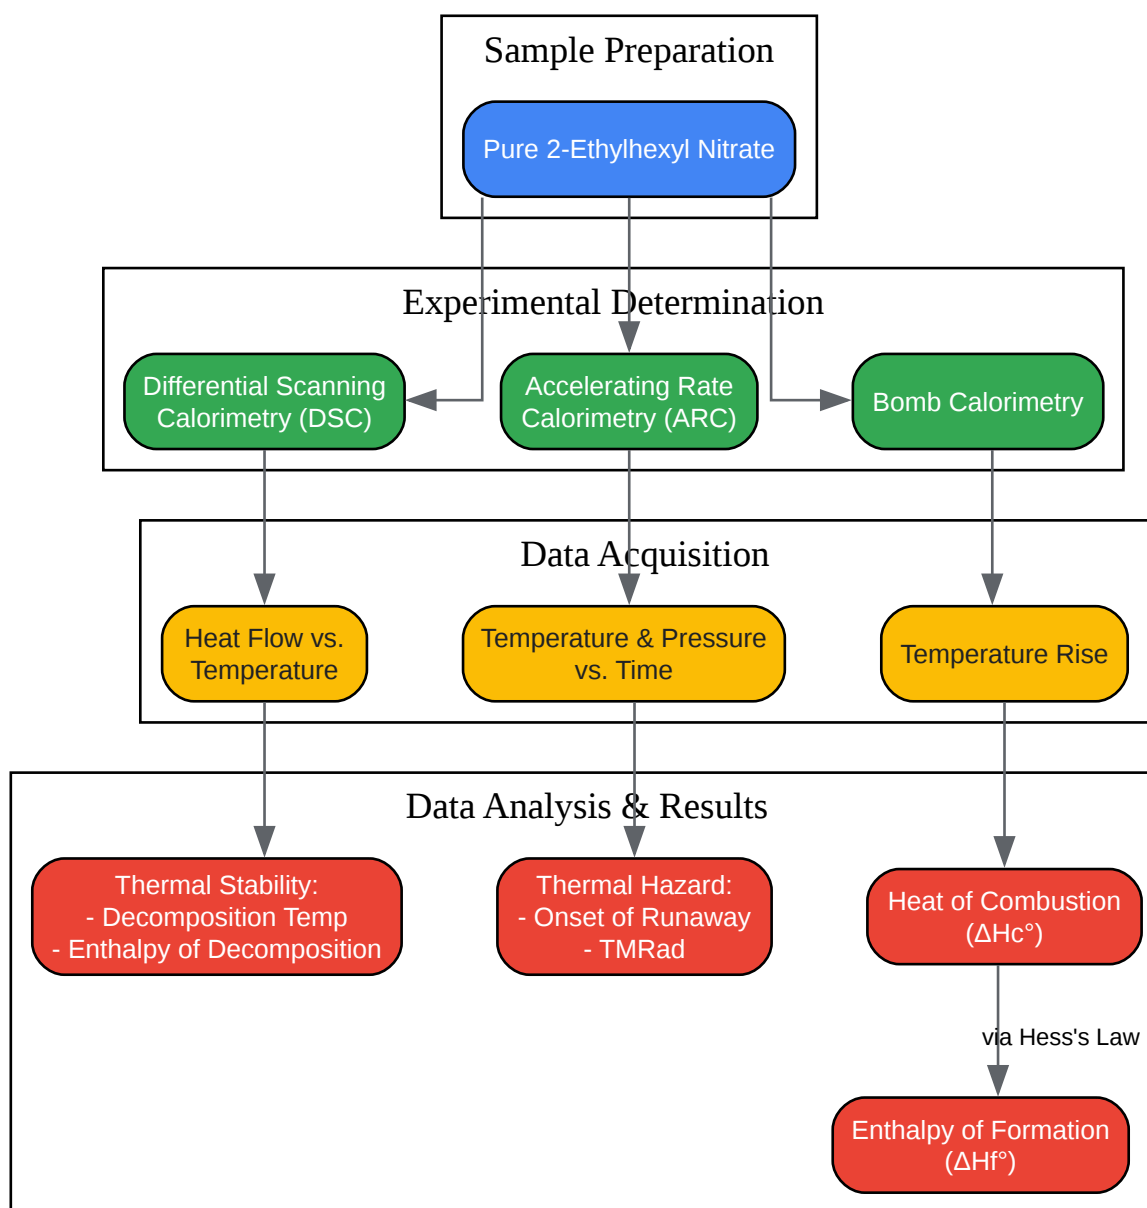 Sample Preparation
Pure 2-Ethylhexyl Nitrate
Experimental Determination
Differential Scanning
Calorimetry (DSC)
Accelerating Rate
Calorimetry (ARC)
Bomb Calorimetry
Data Acquisition
Heat Flow vs.
Temperature
Temperature & Pressure
vs. Time
Temperature Rise
Data Analysis & Results
Thermal Stability:
- Decomposition Temp
- Enthalpy of Decomposition
Thermal Hazard:
- Onset of Runaway
- TMRad
Heat of Combustion
(ΔHc°)
via Hess's Law
Enthalpy of Formation
(ΔHf°)